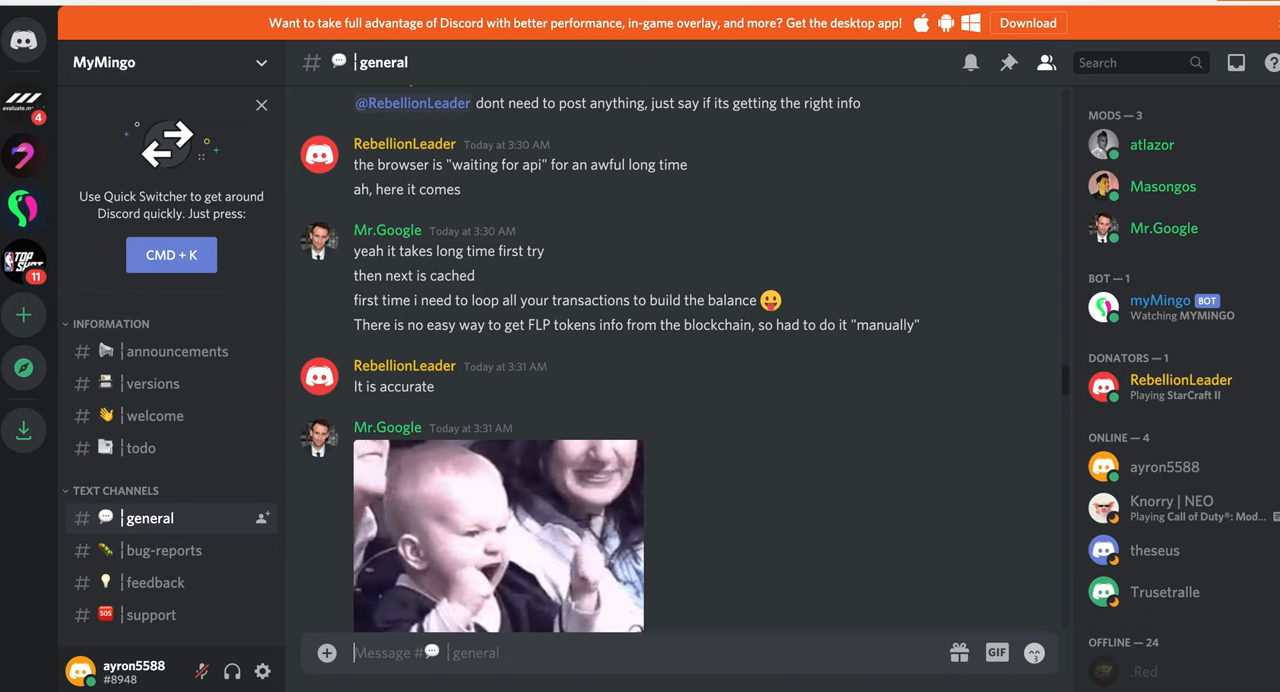 Want to take full advantage of Discord with better performance, in-game overlay, and more? Get the desktop app!
Download
MyMingo
general
Search
evaluate.m
4
TOP SHOT
11
Use Quick Switcher to get around
Discord quickly. Just press:
CMD + K
INFORMATION
announcements
versions
welcome
todo
TEXT CHANNELS
general
bug-reports
feedback
support
ayron5588
#8948
@RebellionLeader dont need to post anything, just say if its getting the right info
RebellionLeader Today at 3:30 AM
the browser is "waiting for api" for an awful long time
ah, here it comes
Mr.Google Today at 3:30 AM
yeah it takes long time first try
then next is cached
first time i need to loop all your transactions to build the balance 😛
There is no easy way to get FLP tokens info from the blockchain, so had to do it "manually"
RebellionLeader Today at 3:31 AM
It is accurate
Mr.Google Today at 3:31 AM
Message #💬 | general
GIF
MODS — 3
atlazor
Masongos
Mr.Google
BOT — 1
myMingo BOT
Watching MYMINGO
DONATORS — 1
RebellionLeader
Playing StarCraft II
ONLINE — 4
ayron5588
Knorry | NEO
Playing Call of Duty®: Mod...
theseus
Trusetralle
OFFLINE — 24
.Red